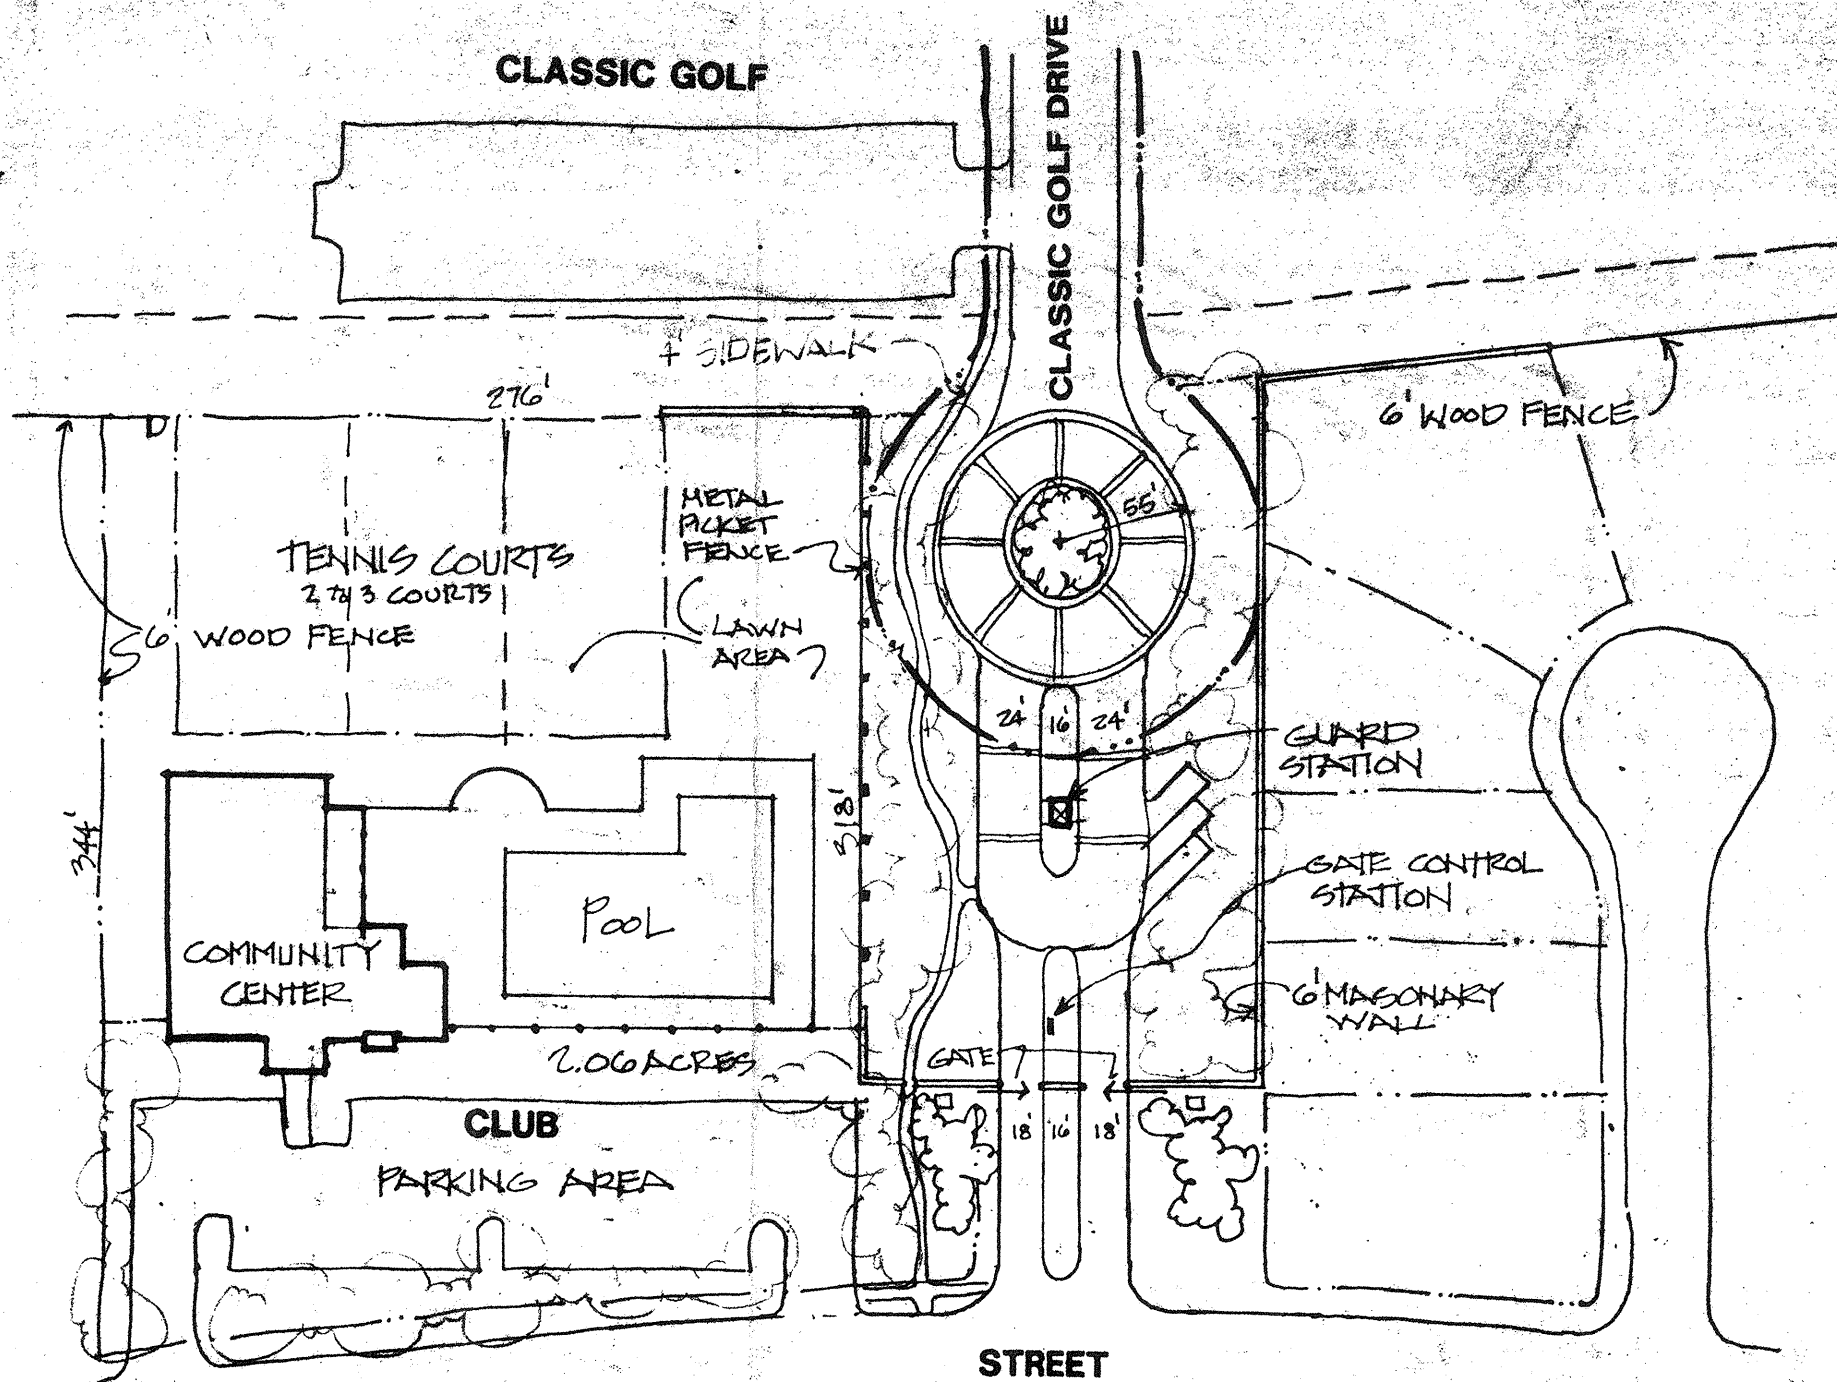 CLASSIC GOLF
CLASSIC GOLF DRIVE
4' SIDEWALK
276'
6' WOOD FENCE
METAL
PICKET
FENCE
55'
TENNIS COURTS
2 TO 3 COURTS
6' WOOD FENCE
LAWN
AREA
24'
16'
24'
GUARD
STATION
344'
318'
GATE CONTROL
STATION
POOL
COMMUNITY
CENTER
6' MASONARY
WALL
GATE
2.06 ACRES
CLUB
18'
16'
18'
PARKING AREA
STREET